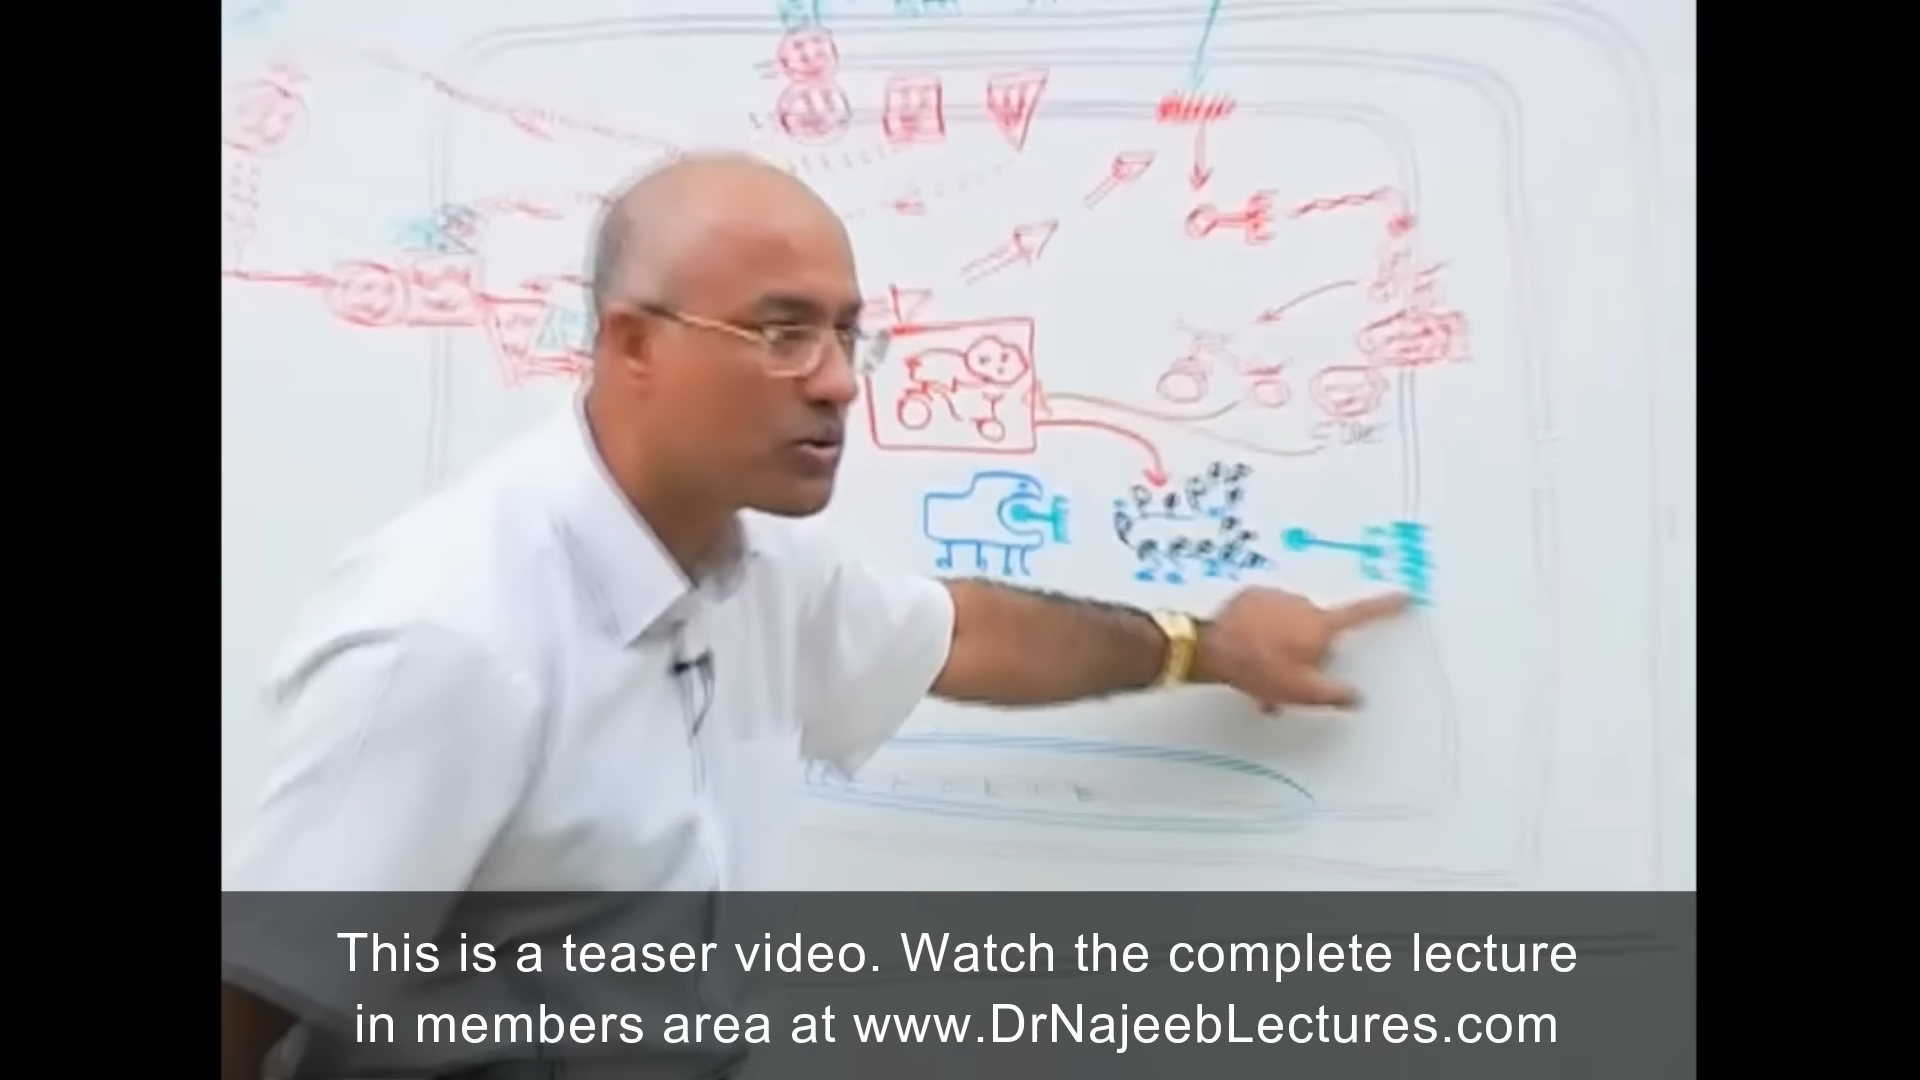 This is a teaser video. Watch the complete lecture
in members area at www.DrNajeebLectures.com